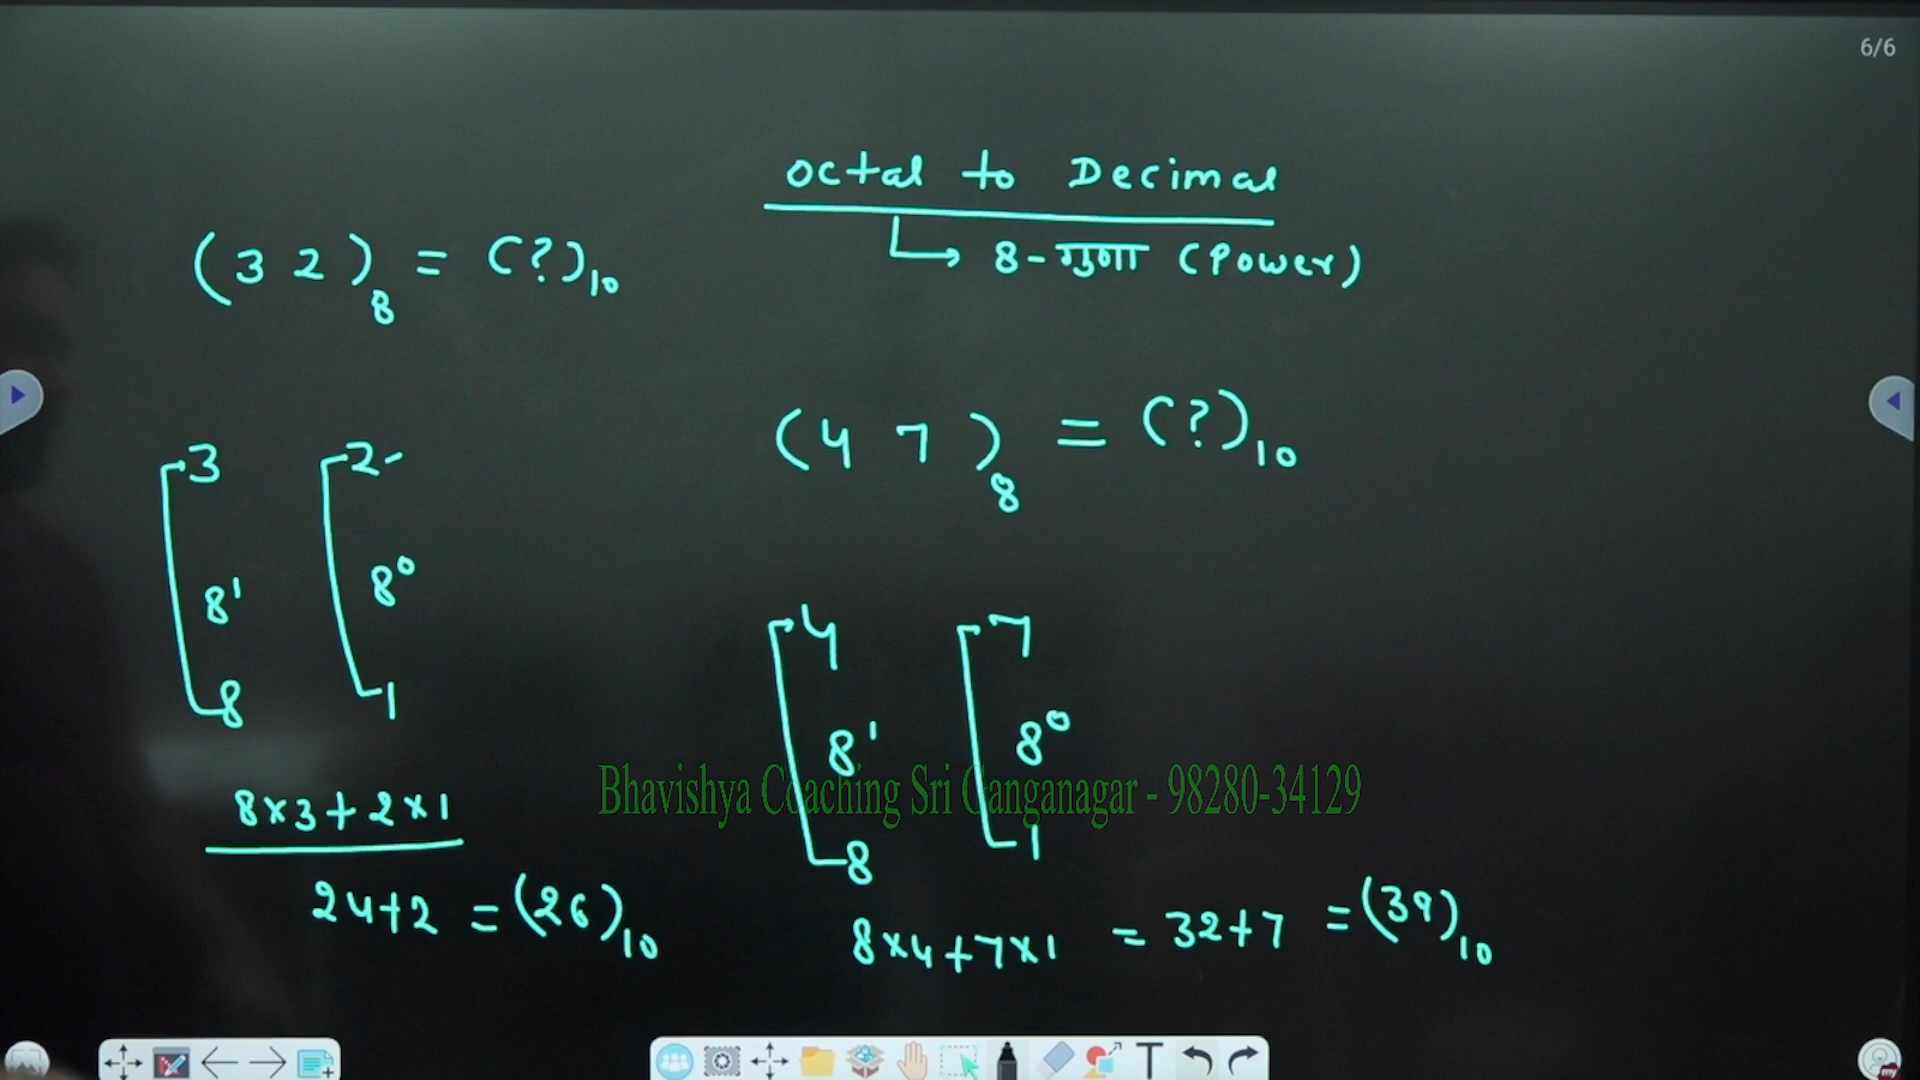 6/6
Octal to Decimal
8-गुणा (Power)
(3 2)₈ = (?)₁₀
3 2-
8¹ 8⁰
8 1
8×3+2×1
24+2 = (26)₁₀
(4 7)₈ = (?)₁₀
4 7
8¹ 8⁰
8 1
8×4+7×1 = 32+7 = (39)₁₀
Bhavishya Coaching Sri Ganganagar - 98280-34129
T
my